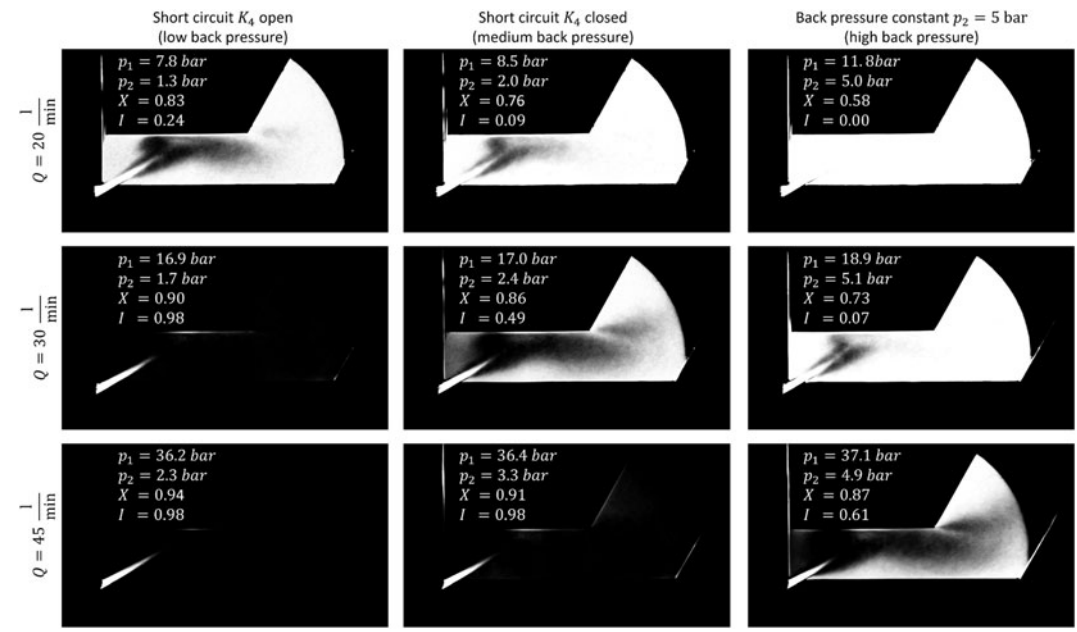 Short circuit K₄ open
(low back pressure)
Short circuit K₄ closed
(medium back pressure)
Back pressure constant p₂ = 5 bar
(high back pressure)
Q = 20 l/min
p₁ = 7.8 bar
p₂ = 1.3 bar
X = 0.83
I = 0.24
p₁ = 8.5 bar
p₂ = 2.0 bar
X = 0.76
I = 0.09
p₁ = 11.8bar
p₂ = 5.0 bar
X = 0.58
I = 0.00
Q = 30 l/min
p₁ = 16.9 bar
p₂ = 1.7 bar
X = 0.90
I = 0.98
p₁ = 17.0 bar
p₂ = 2.4 bar
X = 0.86
I = 0.49
p₁ = 18.9 bar
p₂ = 5.1 bar
X = 0.73
I = 0.07
Q = 45 l/min
p₁ = 36.2 bar
p₂ = 2.3 bar
X = 0.94
I = 0.98
p₁ = 36.4 bar
p₂ = 3.3 bar
X = 0.91
I = 0.98
p₁ = 37.1 bar
p₂ = 4.9 bar
X = 0.87
I = 0.61